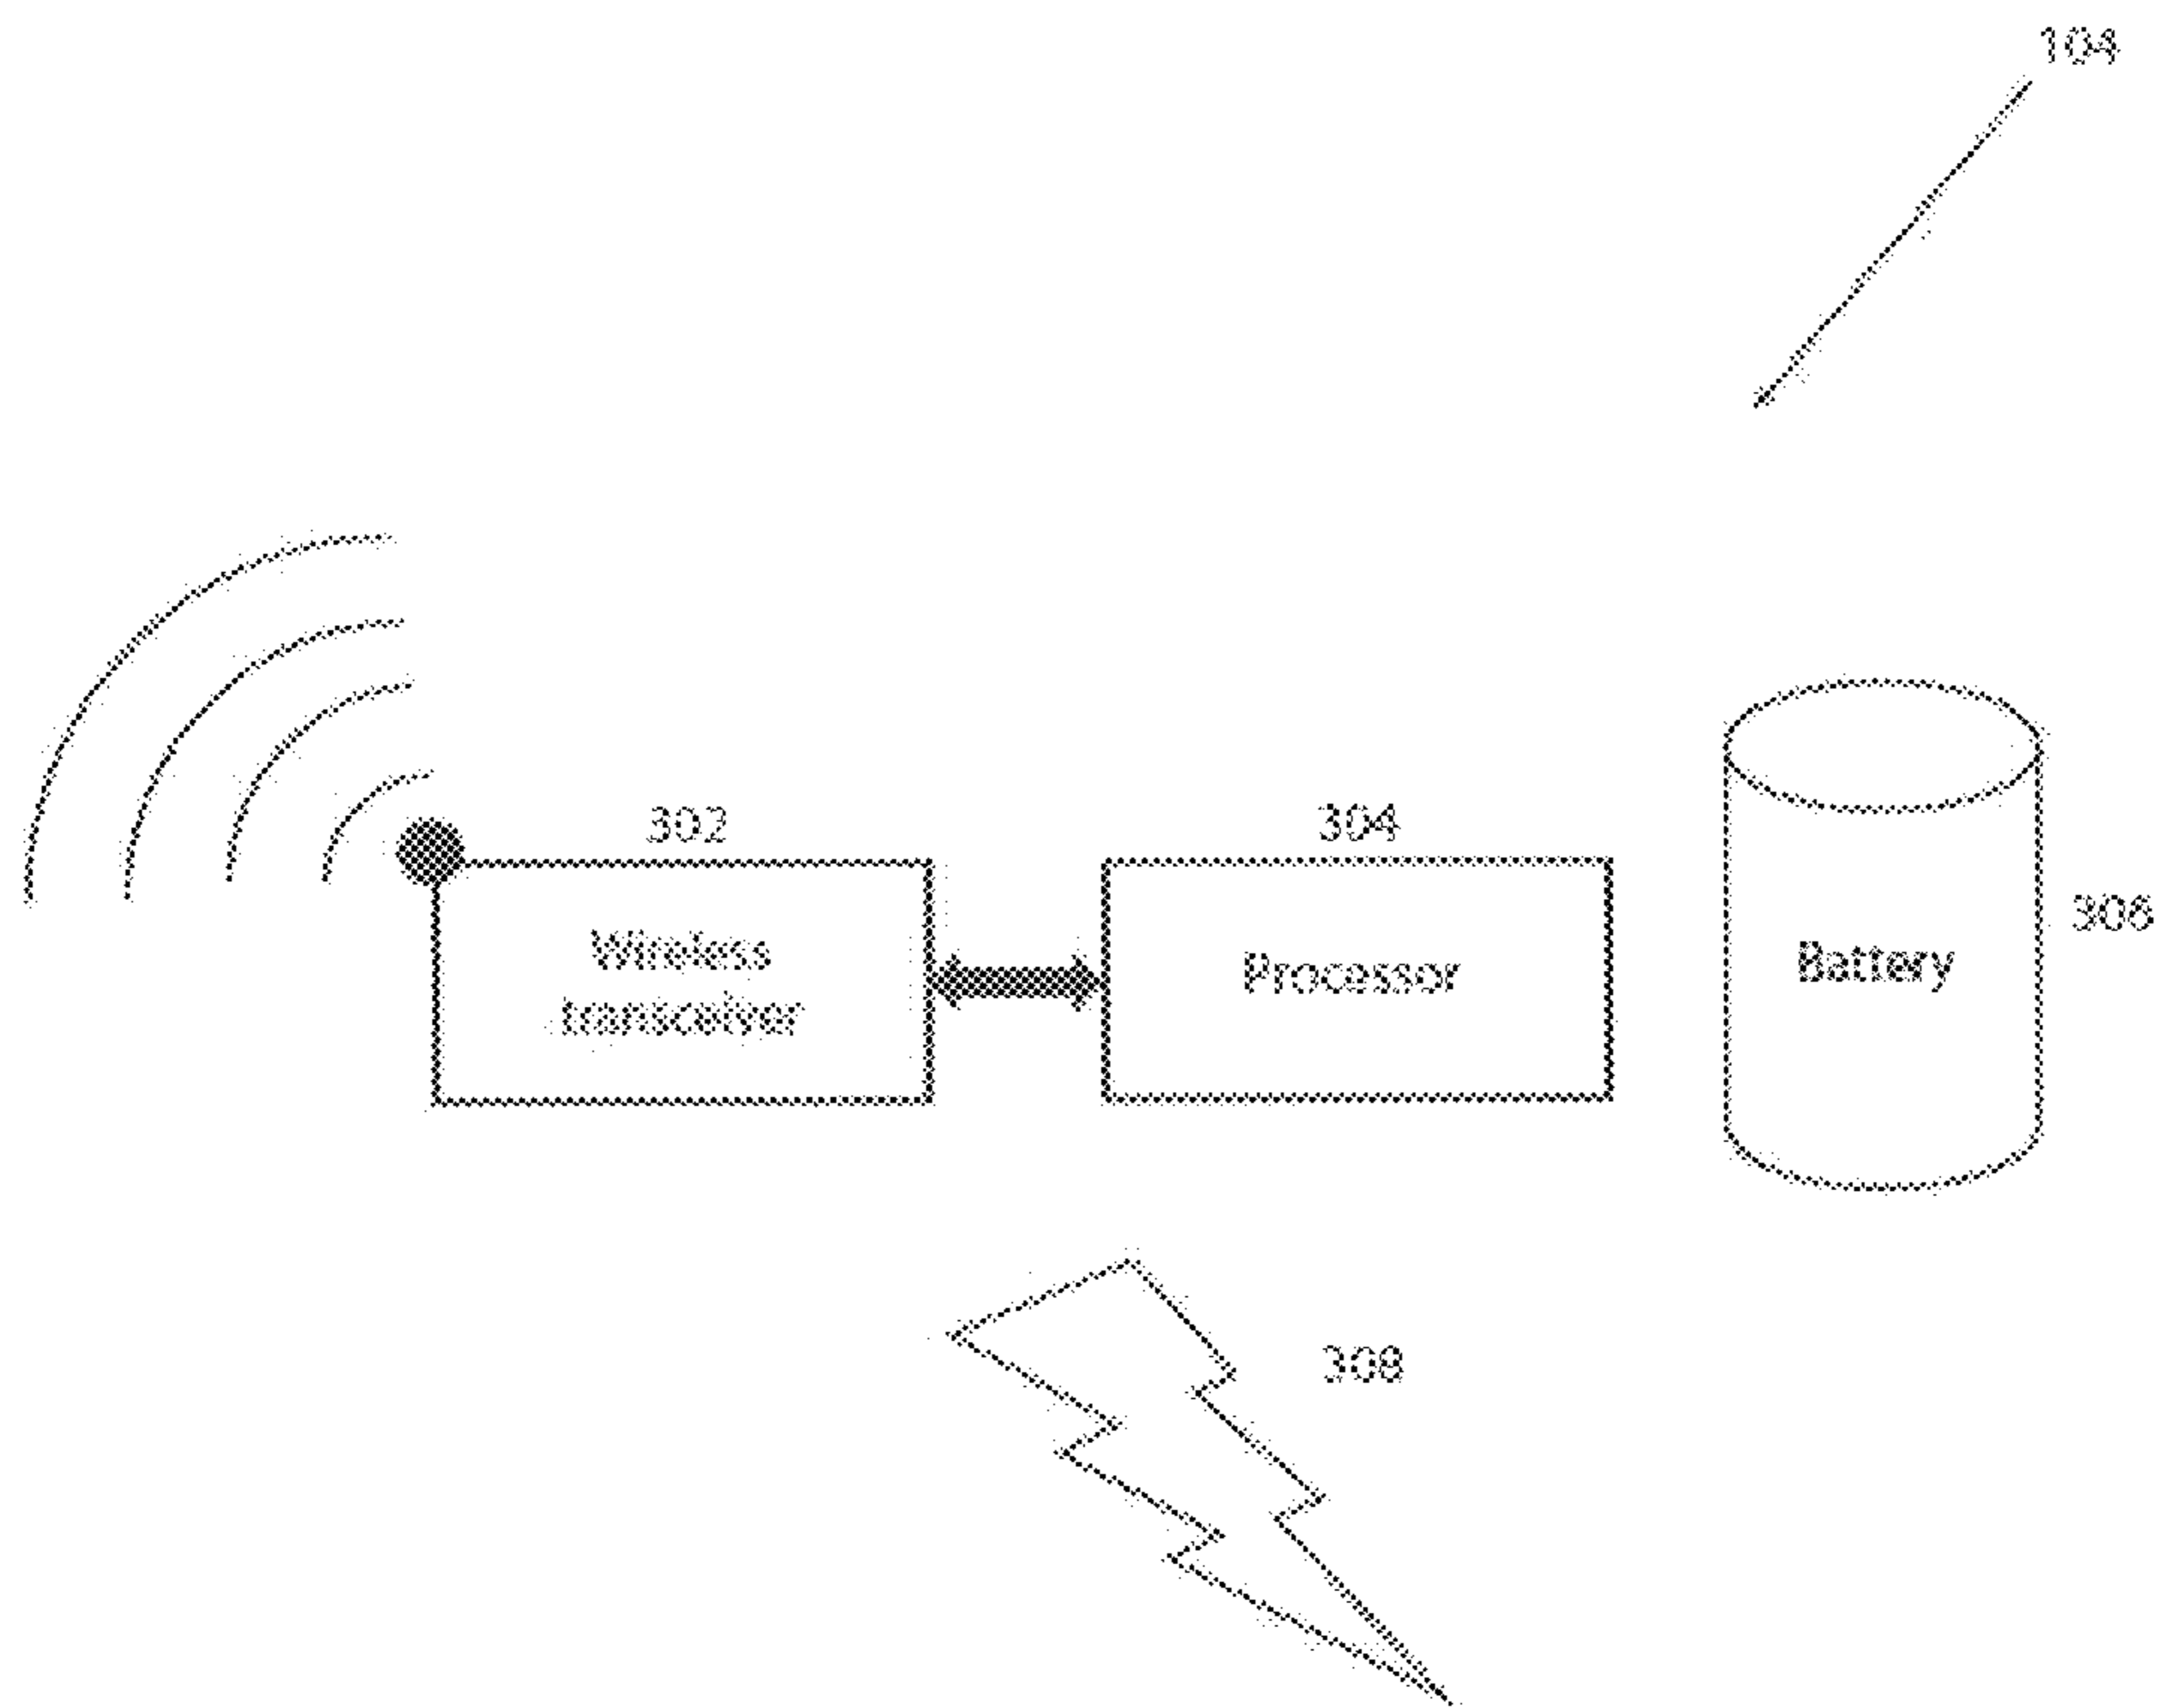 104
302
304
306
Wireless
transceiver
Processor
Battery
308